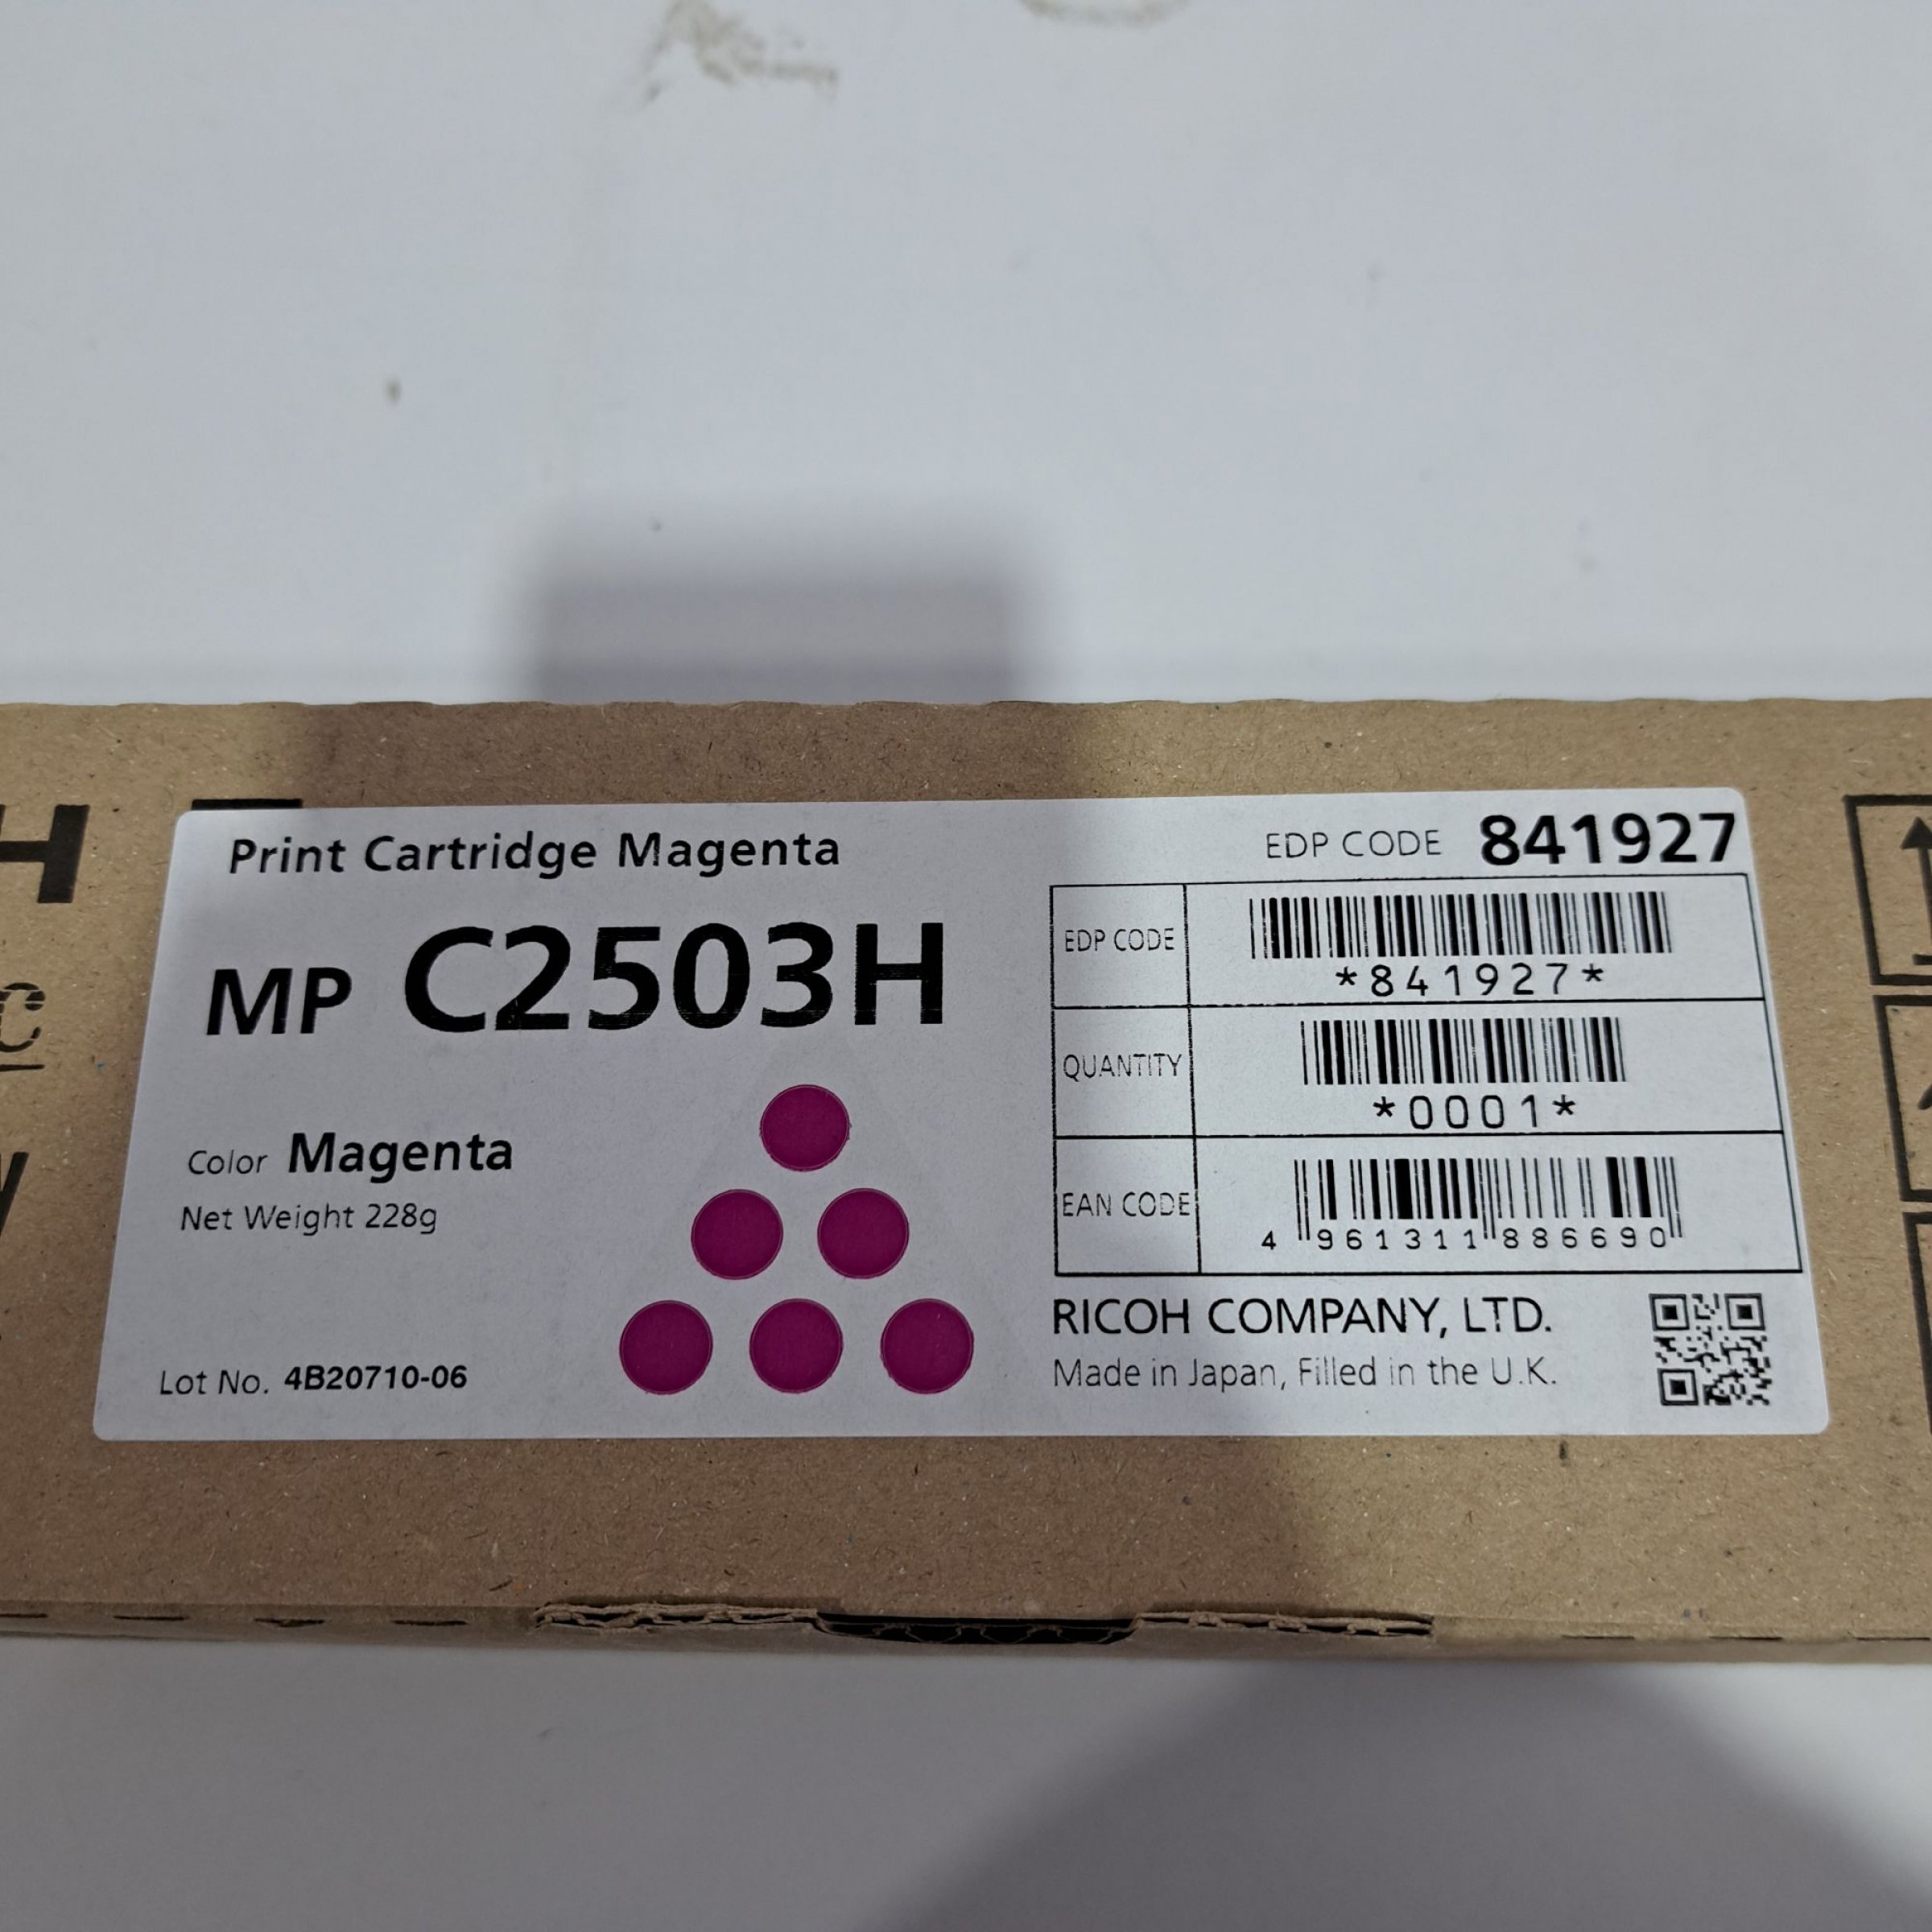 Print Cartridge Magenta
MP C2503H
Color Magenta
Net Weight 228g
Lot No. 4B20710-06
EDP CODE 841927
EDP CODE
*841927*
QUANTITY
*0001*
EAN CODE
4 961311 886690
RICOH COMPANY, LTD.
Made in Japan, Filled in the U.K.